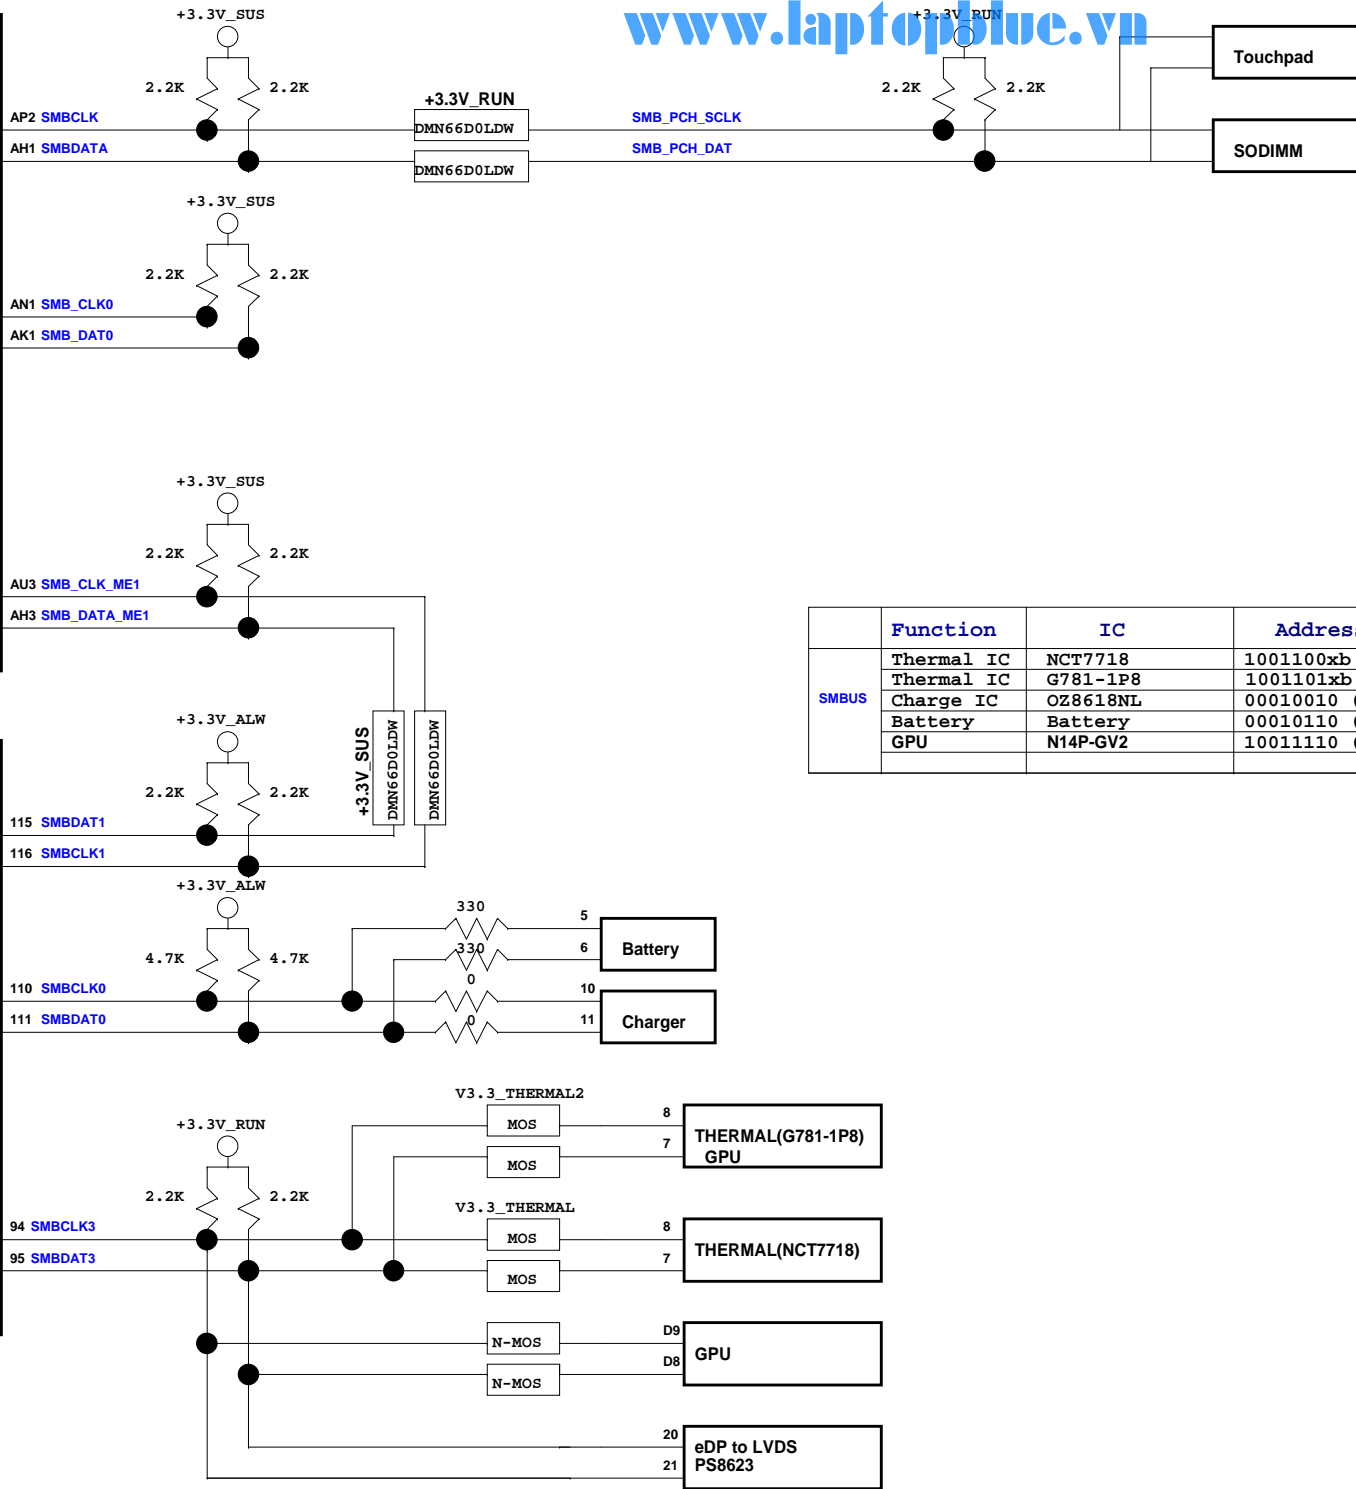 www.laptopblue.vn
+3.3V_SUS
+3.3V_RUN
2.2K
2.2K
2.2K
2.2K
Touchpad
+3.3V_RUN
AP2 SMBCLK
DMN66D0LDW
SMB_PCH_SCLK
AH1 SMBDATA
DMN66D0LDW
SMB_PCH_DAT
SODIMM
+3.3V_SUS
2.2K
2.2K
AN1 SMB_CLK0
AK1 SMB_DAT0
+3.3V_SUS
2.2K
2.2K
AU3 SMB_CLK_ME1
AH3 SMB_DATA_ME1
Function IC Addres
SMBUS
Thermal IC NCT7718 1001100xb
Thermal IC G781-1P8 1001101xb
Charge IC OZ8618NL 00010010 (
Battery Battery 00010110 (
GPU N14P-GV2 10011110 (
+3.3V_ALW
+3.3V_SUS
DMN66D0LDW
DMN66D0LDW
2.2K
2.2K
115 SMBDAT1
116 SMBCLK1
+3.3V_ALW
4.7K
4.7K
330
5
330
6
Battery
0
10
110 SMBCLK0
0
11
Charger
111 SMBDAT0
V3.3_THERMAL2
MOS
8
MOS
7
THERMAL(G781-1P8)
GPU
+3.3V_RUN
2.2K
2.2K
V3.3_THERMAL
94 SMBCLK3
MOS
8
95 SMBDAT3
MOS
7
THERMAL(NCT7718)
N-MOS
D9
N-MOS
D8
GPU
20
21
eDP to LVDS
PS8623